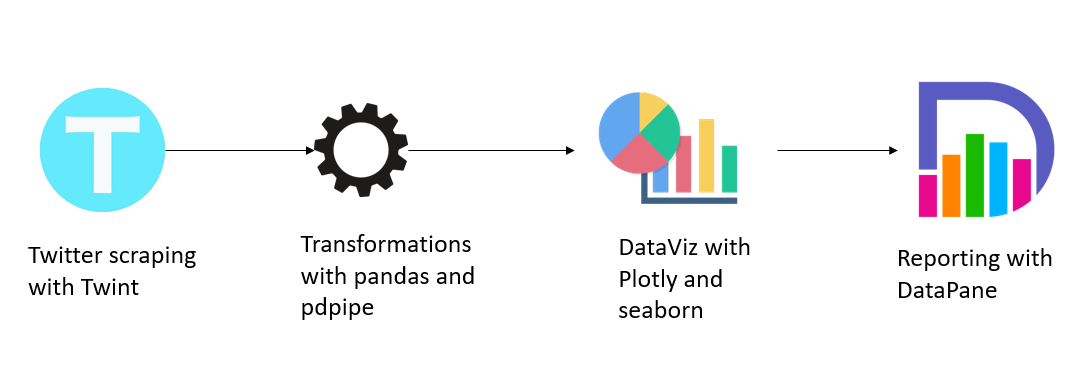 T
Twitter scraping
with Twint
Transformations
with pandas and
pdpipe
DataViz with
Plotly and
seaborn
Reporting with
DataPane